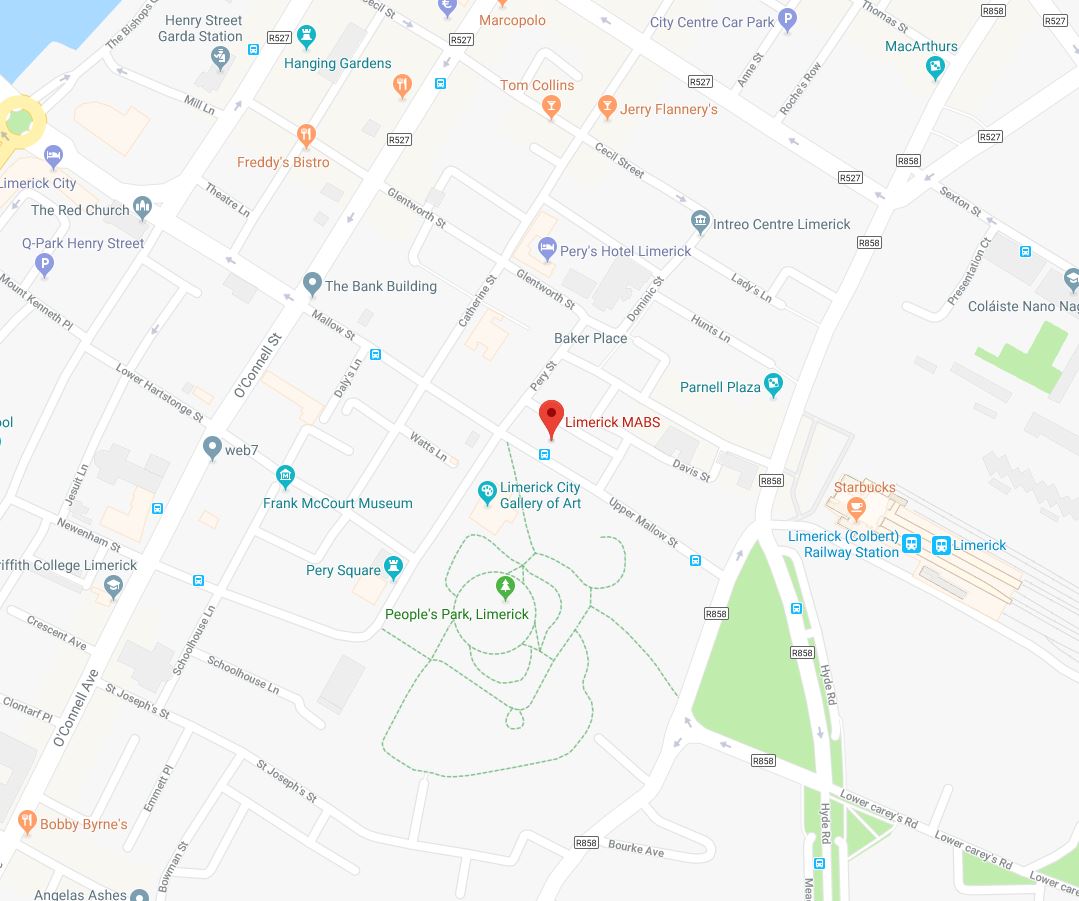 Henry Street
Garda Station
The Bishops
R527
Cecil St
Marcopolo
R527
City Centre Car Park
Thomas St
R858
R527
MacArthurs
Hanging Gardens
Mill Ln
Tom Collins
Jerry Flannery's
R527
Anne St
Roche's Row
R527
Freddy's Bistro
R527
Cecil Street
R858
R527
Limerick City
The Red Church
Theatre Ln
Glentworth St
Sexton St
Q-Park Henry Street
Pery's Hotel Limerick
Intreo Centre Limerick
R858
Presentation Ct
Mount Kenneth Pl
The Bank Building
Catherine St
Glentworth St
Dominic St
Lady's Ln
Coláiste Nano Nag
Mallow St
Hunts Ln
Baker Place
O'Connell St
Daly's Ln
Pery St
Lower Hartstonge St
Parnell Plaza
Limerick MABS
ool
web7
Watts Ln
Davis St
Jesuit Ln
Frank McCourt Museum
Limerick City
Gallery of Art
Upper Mallow St
R858
Starbucks
Newenham St
Limerick (Colbert)
Railway Station
Limerick
riffith College Limerick
Pery Square
People's Park, Limerick
R858
Crescent Ave
Schoolhouse Ln
R858
Schoolhouse Ln
Hyde Rd
Clontarf Pl
O'Connell Ave
St Joseph's St
R858
St Joseph's St
Emmett Pl
Lower carey's Rd
Hyde Rd
Lower carey's Rd
Bobby Byrne's
R858
Bourke Ave
Bowman St
Lower care
Angelas Ashes
Mea